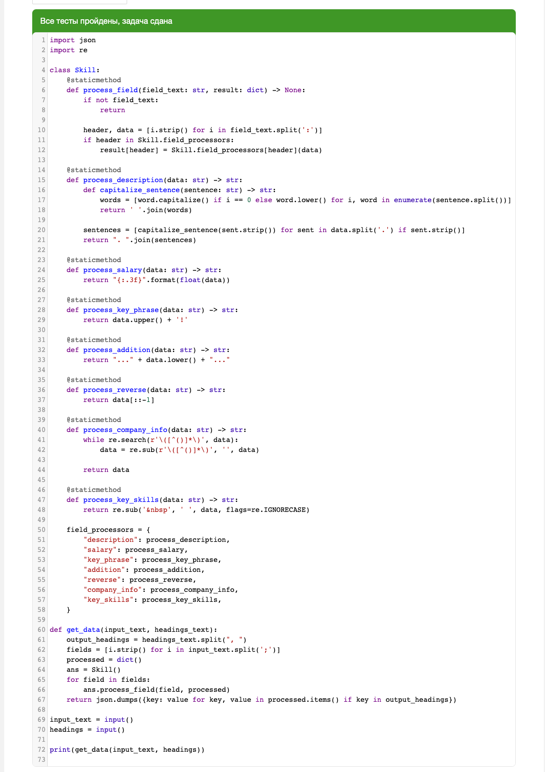 Все тесты пройдены, задача сдана
1 import json
2 import re
3
4 class Skill:
5     @staticmethod
6     def process_field(field_text: str, result: dict) -> None:
7         if not field_text:
8             return
9
10         header, data = [i.strip() for i in field_text.split(':')]
11         if header in Skill.field_processors:
12             result[header] = Skill.field_processors[header](data)
13
14     @staticmethod
15     def process_description(data: str) -> str:
16         def capitalize_sentence(sentence: str) -> str:
17             words = [word.capitalize() if i == 0 else word.lower() for i, word in enumerate(sentence.split())]
18             return ' '.join(words)
19
20         sentences = [capitalize_sentence(sent.strip()) for sent in data.split('.') if sent.strip()]
21         return ". ".join(sentences)
22
23     @staticmethod
24     def process_salary(data: str) -> str:
25         return "{:.3f}".format(float(data))
26
27     @staticmethod
28     def process_key_phrase(data: str) -> str:
29         return data.upper() + '!'
30
31     @staticmethod
32     def process_addition(data: str) -> str:
33         return "..." + data.lower() + "..."
34
35     @staticmethod
36     def process_reverse(data: str) -> str:
37         return data[::-1]
38
39     @staticmethod
40     def process_company_info(data: str) -> str:
41         while re.search(r'\([^()]*\)', data):
42             data = re.sub(r'\([^()]*\)', '', data)
43
44         return data
45
46     @staticmethod
47     def process_key_skills(data: str) -> str:
48         return re.sub('&nbsp', ' ', data, flags=re.IGNORECASE)
49
50     field_processors = {
51         "description": process_description,
52         "salary": process_salary,
53         "key_phrase": process_key_phrase,
54         "addition": process_addition,
55         "reverse": process_reverse,
56         "company_info": process_company_info,
57         "key_skills": process_key_skills,
58     }
59
60 def get_data(input_text, headings_text):
61     output_headings = headings_text.split(", ")
62     fields = [i.strip() for i in input_text.split(';')]
63     processed = dict()
64     ans = Skill()
65     for field in fields:
66         ans.process_field(field, processed)
67     return json.dumps({key: value for key, value in processed.items() if key in output_headings})
68
69 input_text = input()
70 headings = input()
71
72 print(get_data(input_text, headings))
73